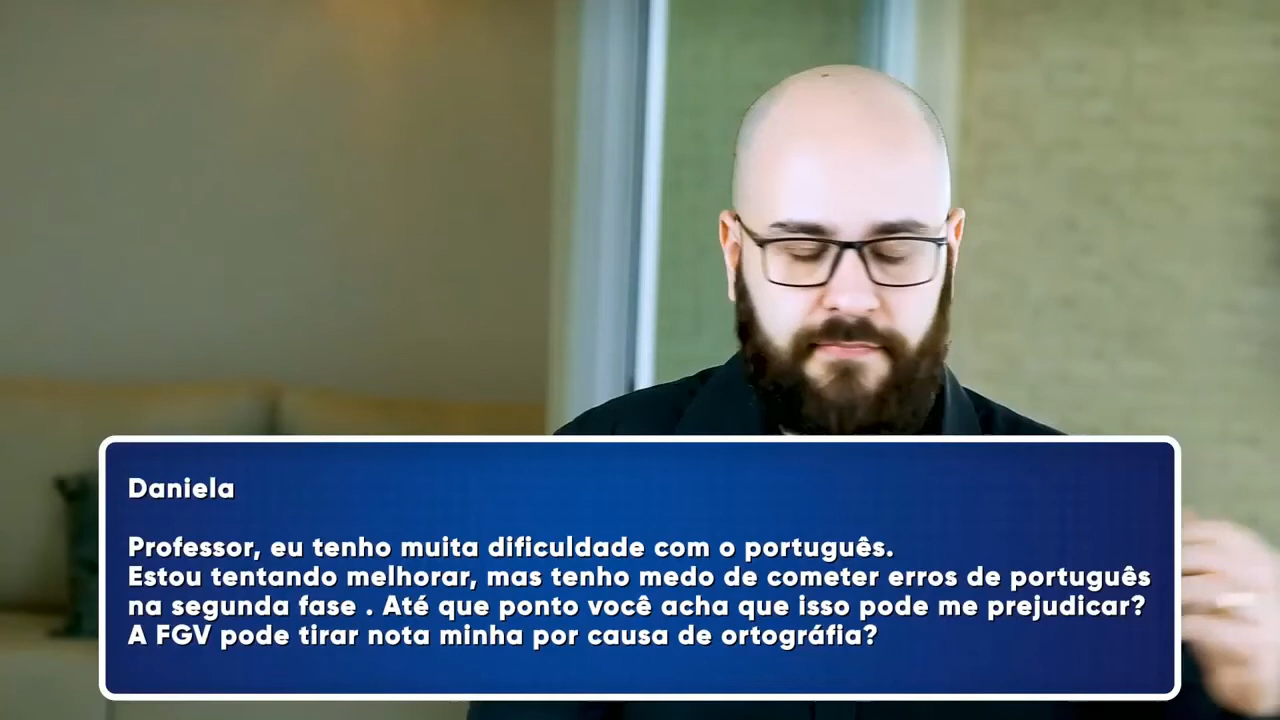 Daniela
Professor, eu tenho muita dificuldade com o português.
Estou tentando melhorar, mas tenho medo de cometer erros de português
na segunda fase . Até que ponto você acha que isso pode me prejudicar?
A FGV pode tirar nota minha por causa de ortográfia?